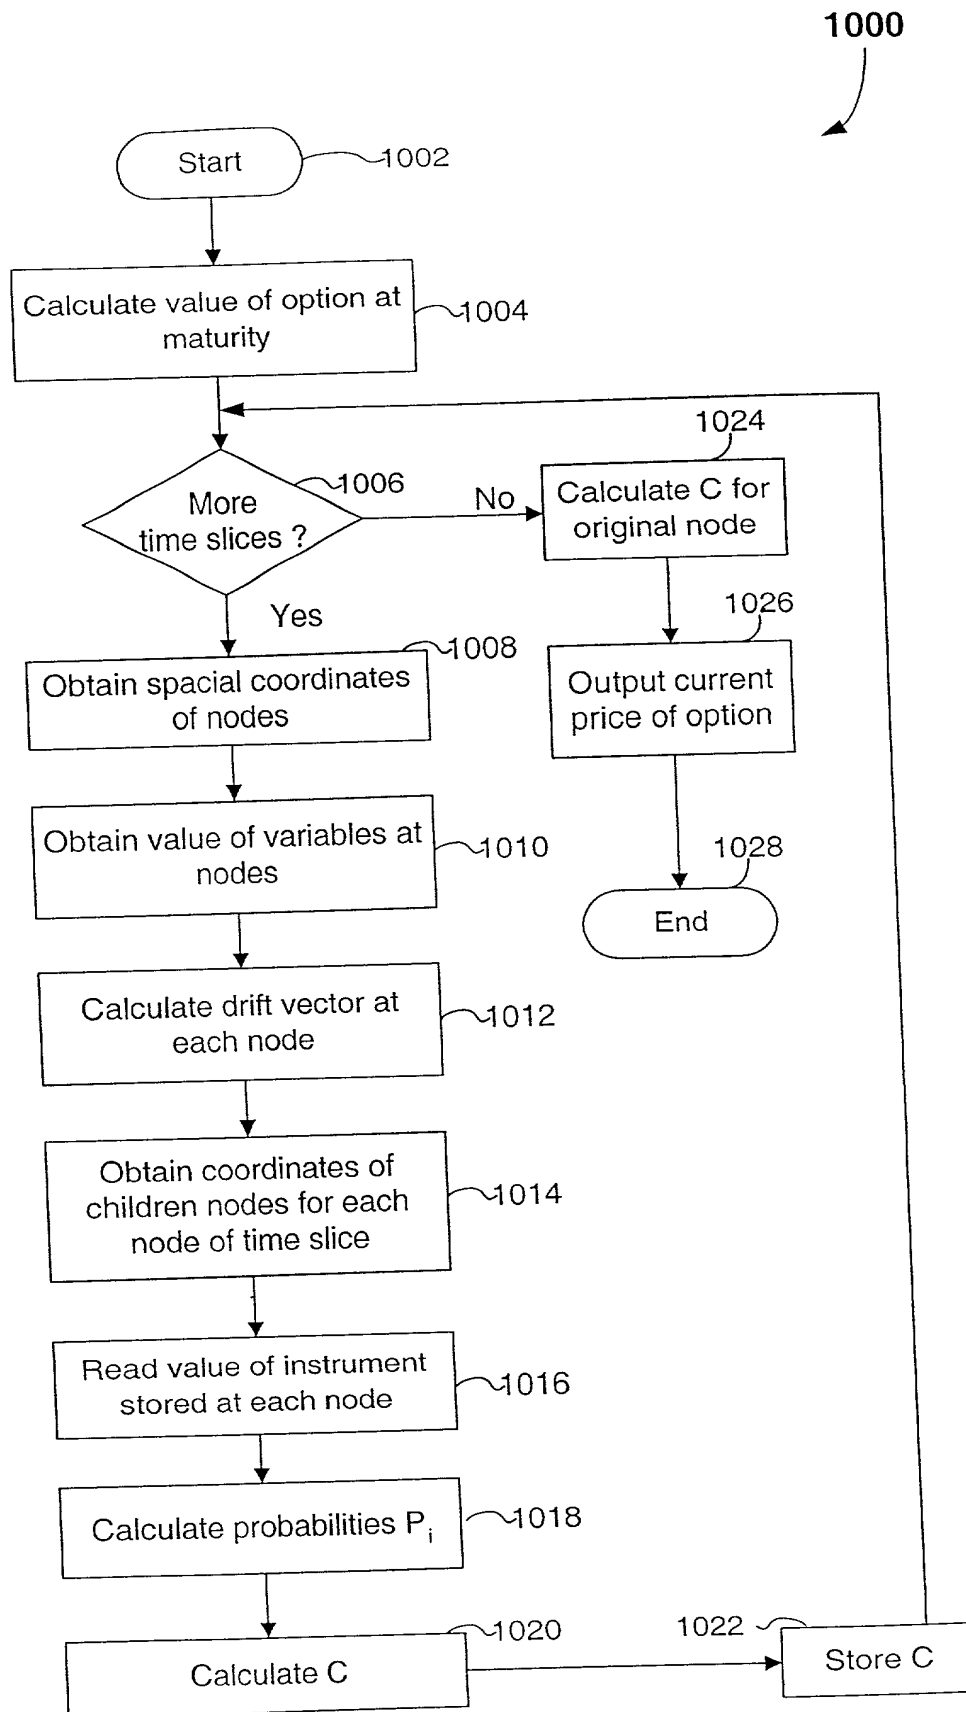 1000
Start
1002
Calculate value of option at
maturity
1004
More
time slices ?
1006
No
Yes
1024
Calculate C for
original node
1026
Output current
price of option
1028
End
1008
Obtain spacial coordinates
of nodes
Obtain value of variables at
nodes
1010
Calculate drift vector at
each node
1012
Obtain coordinates of
children nodes for each
node of time slice
1014
Read value of instrument
stored at each node
1016
Calculate probabilities Pi
1018
1020
Calculate C
1022
Store C